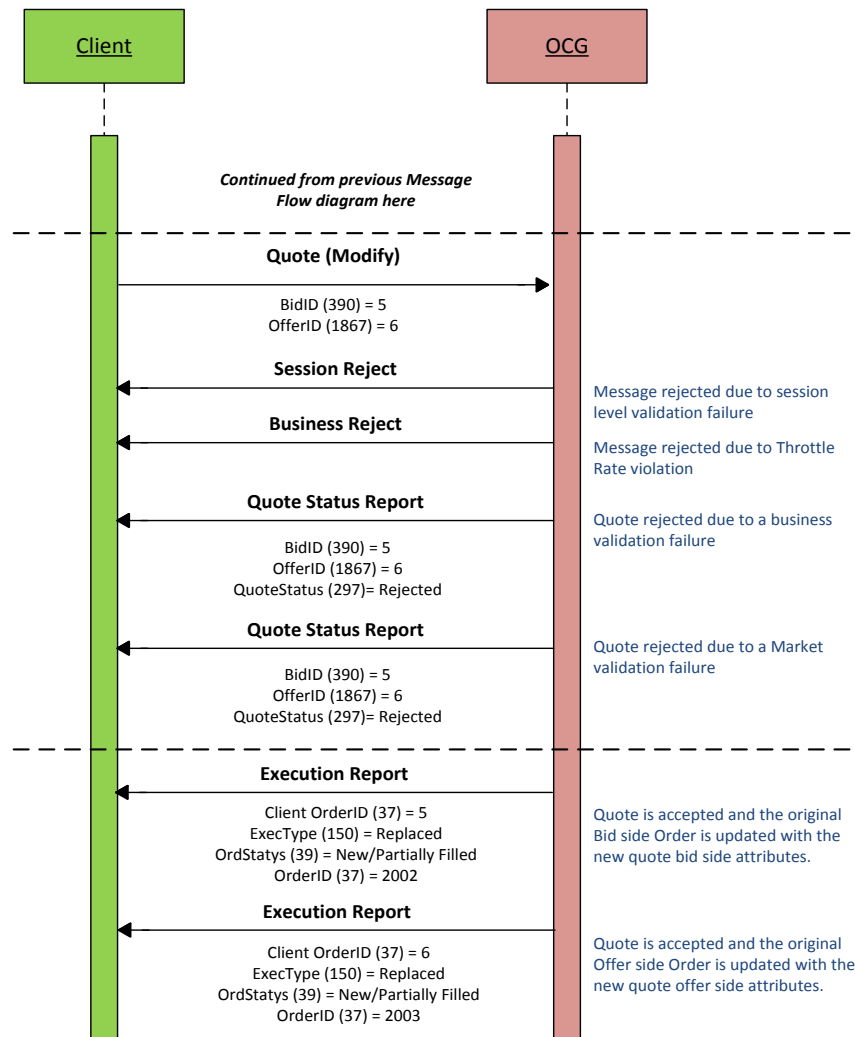 Client
OCG
Continued from previous Message
Flow diagram here
Quote (Modify)
BidID (390) = 5
OfferID (1867) = 6
Session Reject
Message rejected due to session
level validation failure
Business Reject
Message rejected due to Throttle
Rate violation
Quote Status Report
Quote rejected due to a business
validation failure
BidID (390) = 5
OfferID (1867) = 6
QuoteStatus (297)= Rejected
Quote Status Report
Quote rejected due to a Market
validation failure
BidID (390) = 5
OfferID (1867) = 6
QuoteStatus (297)= Rejected
Execution Report
Client OrderID (37) = 5
ExecType (150) = Replaced
OrdStatys (39) = New/Partially Filled
OrderID (37) = 2002
Quote is accepted and the original
Bid side Order is updated with the
new quote bid side attributes.
Execution Report
Client OrderID (37) = 6
ExecType (150) = Replaced
OrdStatys (39) = New/Partially Filled
OrderID (37) = 2003
Quote is accepted and the original
Offer side Order is updated with the
new quote offer side attributes.